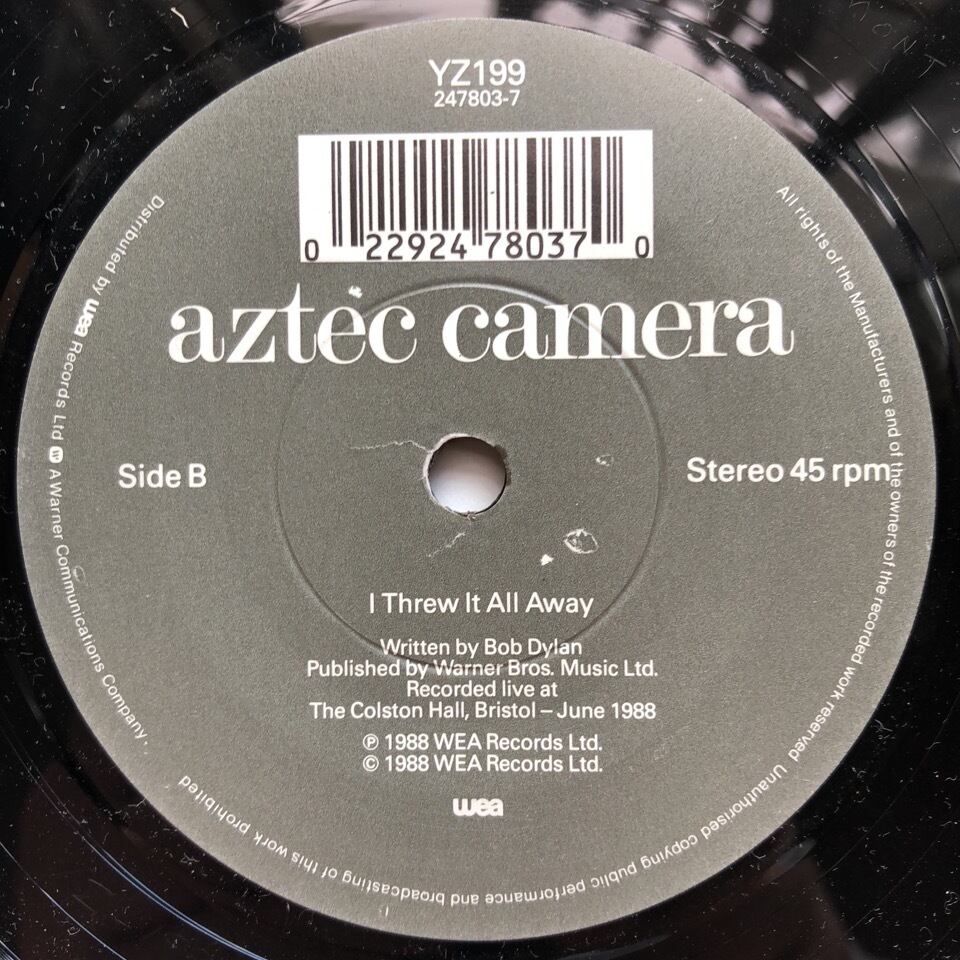 YZ199
247803-7
0 22924 78037 0
aztec camera
Side B
Stereo 45 rpm
I Threw It All Away
Written by Bob Dylan
Published by Warner Bros. Music Ltd.
Recorded live at
The Colston Hall, Bristol – June 1988
℗ 1988 WEA Records Ltd.
© 1988 WEA Records Ltd.
wea
Distributed by wea Records Ltd. A Warner Communications Company.
All rights of the Manufacturers and of the owners of the recorded work reserved. Unauthorised copying public performance and broadcasting of this work prohibited